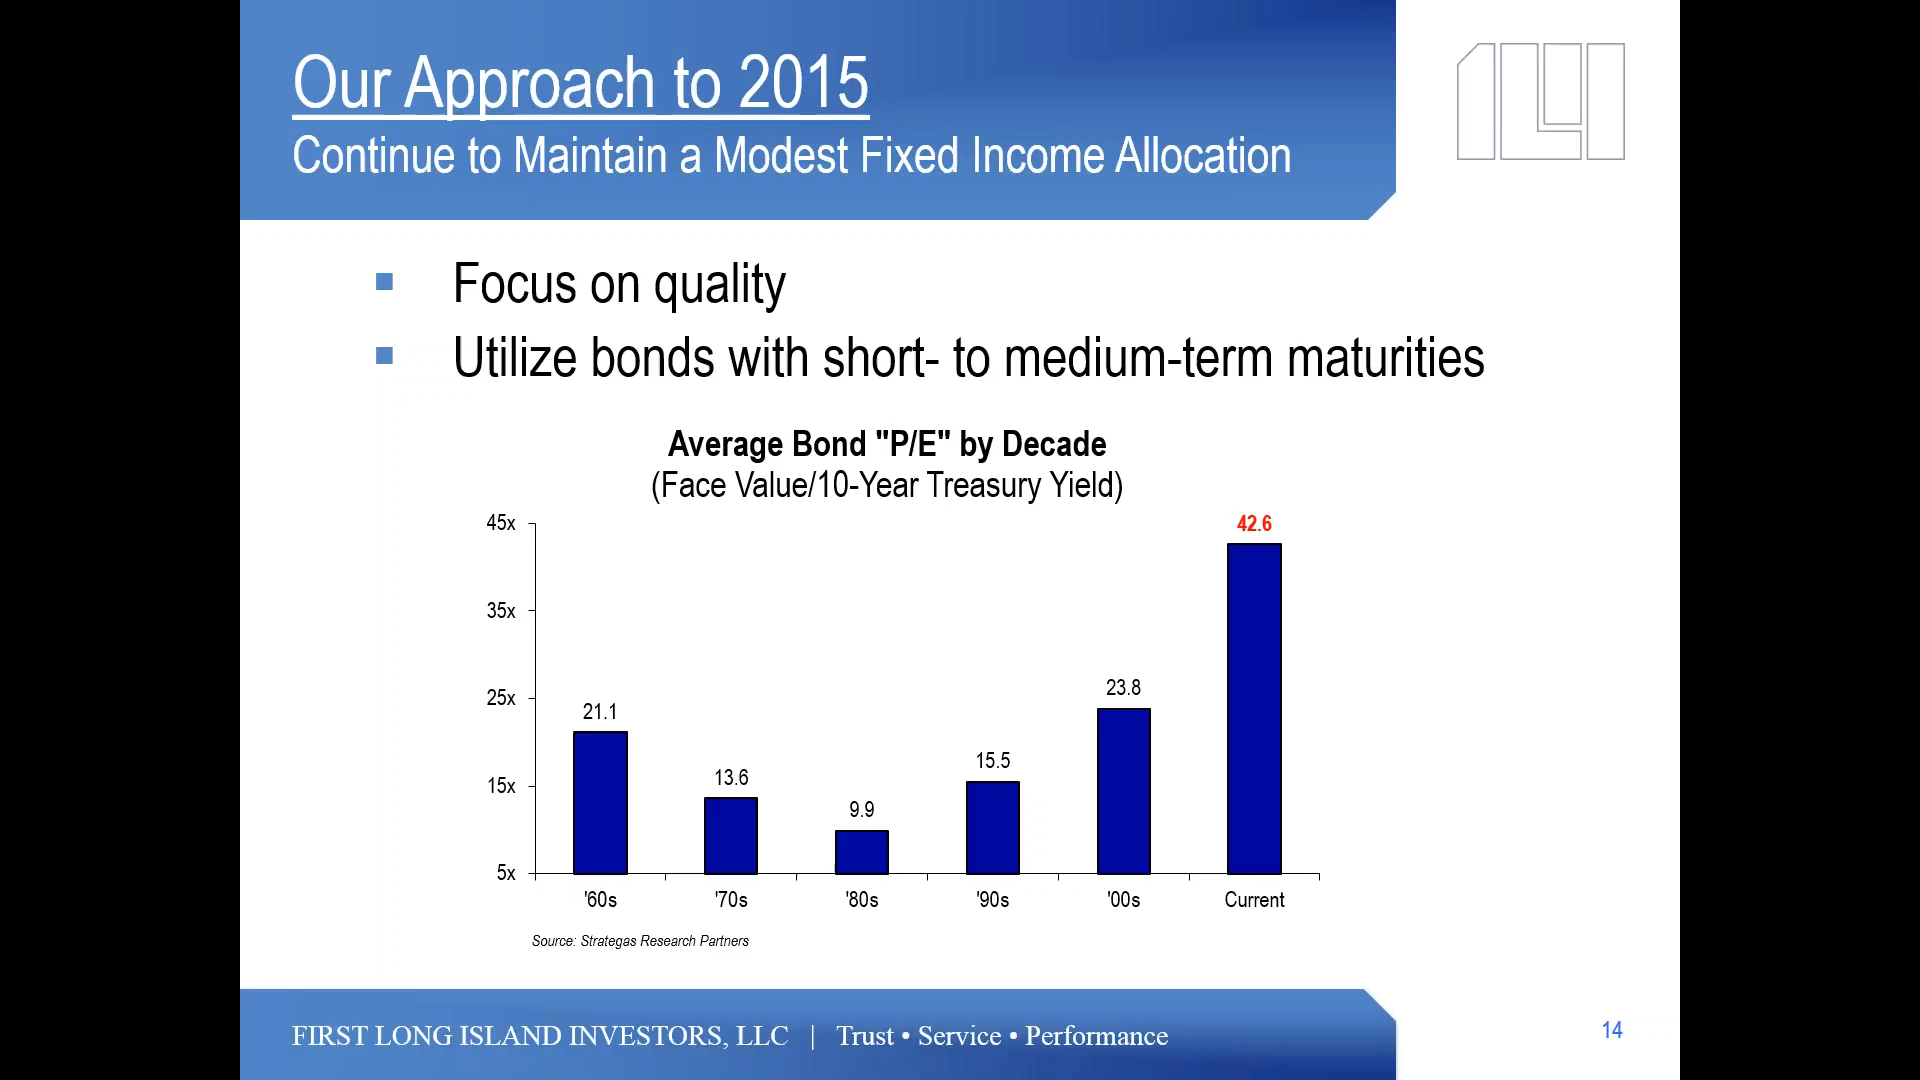 Our Approach to 2015
Continue to Maintain a Modest Fixed Income Allocation
▪ Focus on quality
▪ Utilize bonds with short- to medium-term maturities
Average Bond "P/E" by Decade
(Face Value/10-Year Treasury Yield)
45x
35x
25x
15x
5x
21.1
13.6
9.9
15.5
23.8
42.6
'60s
'70s
'80s
'90s
'00s
Current
Source: Strategas Research Partners
FIRST LONG ISLAND INVESTORS, LLC | Trust • Service • Performance
14